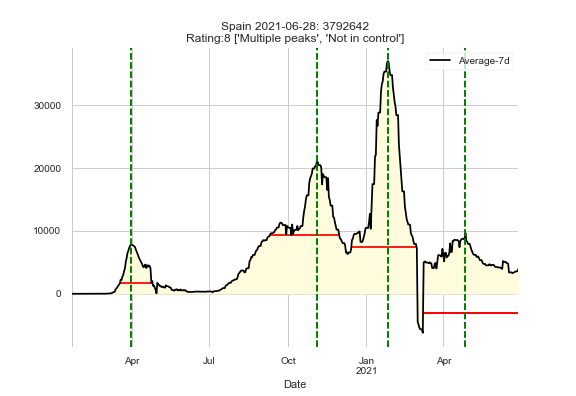 Spain 2021-06-28: 3792642
Rating:8 ['Multiple peaks', 'Not in control']
Average-7d
30000
20000
10000
0
Apr
Jul
Oct
Jan
2021
Apr
Date